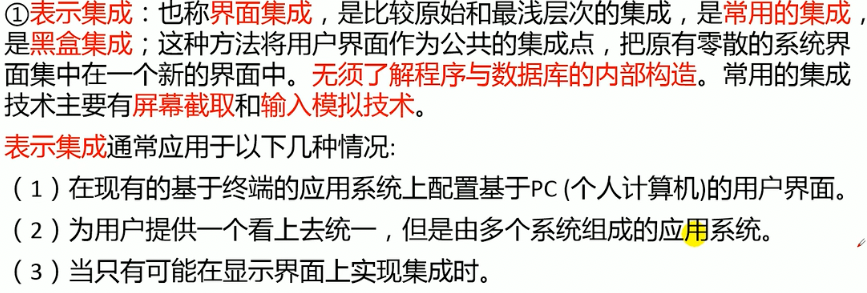 ①表示集成：也称界面集成，是比较原始和最浅层次的集成，是常用的集成，
是黑盒集成；这种方法将用户界面作为公共的集成点，把原有零散的系统界
面集中在一个新的界面中。无须了解程序与数据库的内部构造。常用的集成
技术主要有屏幕截取和输入模拟技术。
表示集成通常应用于以下几种情况:
（1）在现有的基于终端的应用系统上配置基于PC (个人计算机)的用户界面。
（2）为用户提供一个看上去统一，但是由多个系统组成的应用系统。
（3）当只有可能在显示界面上实现集成时。